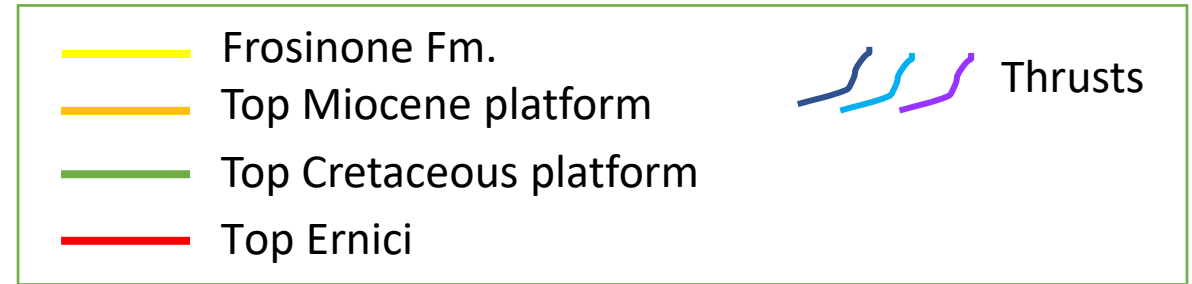 Frosinone Fm.
Top Miocene platform
Top Cretaceous platform
Top Ernici
Thrusts